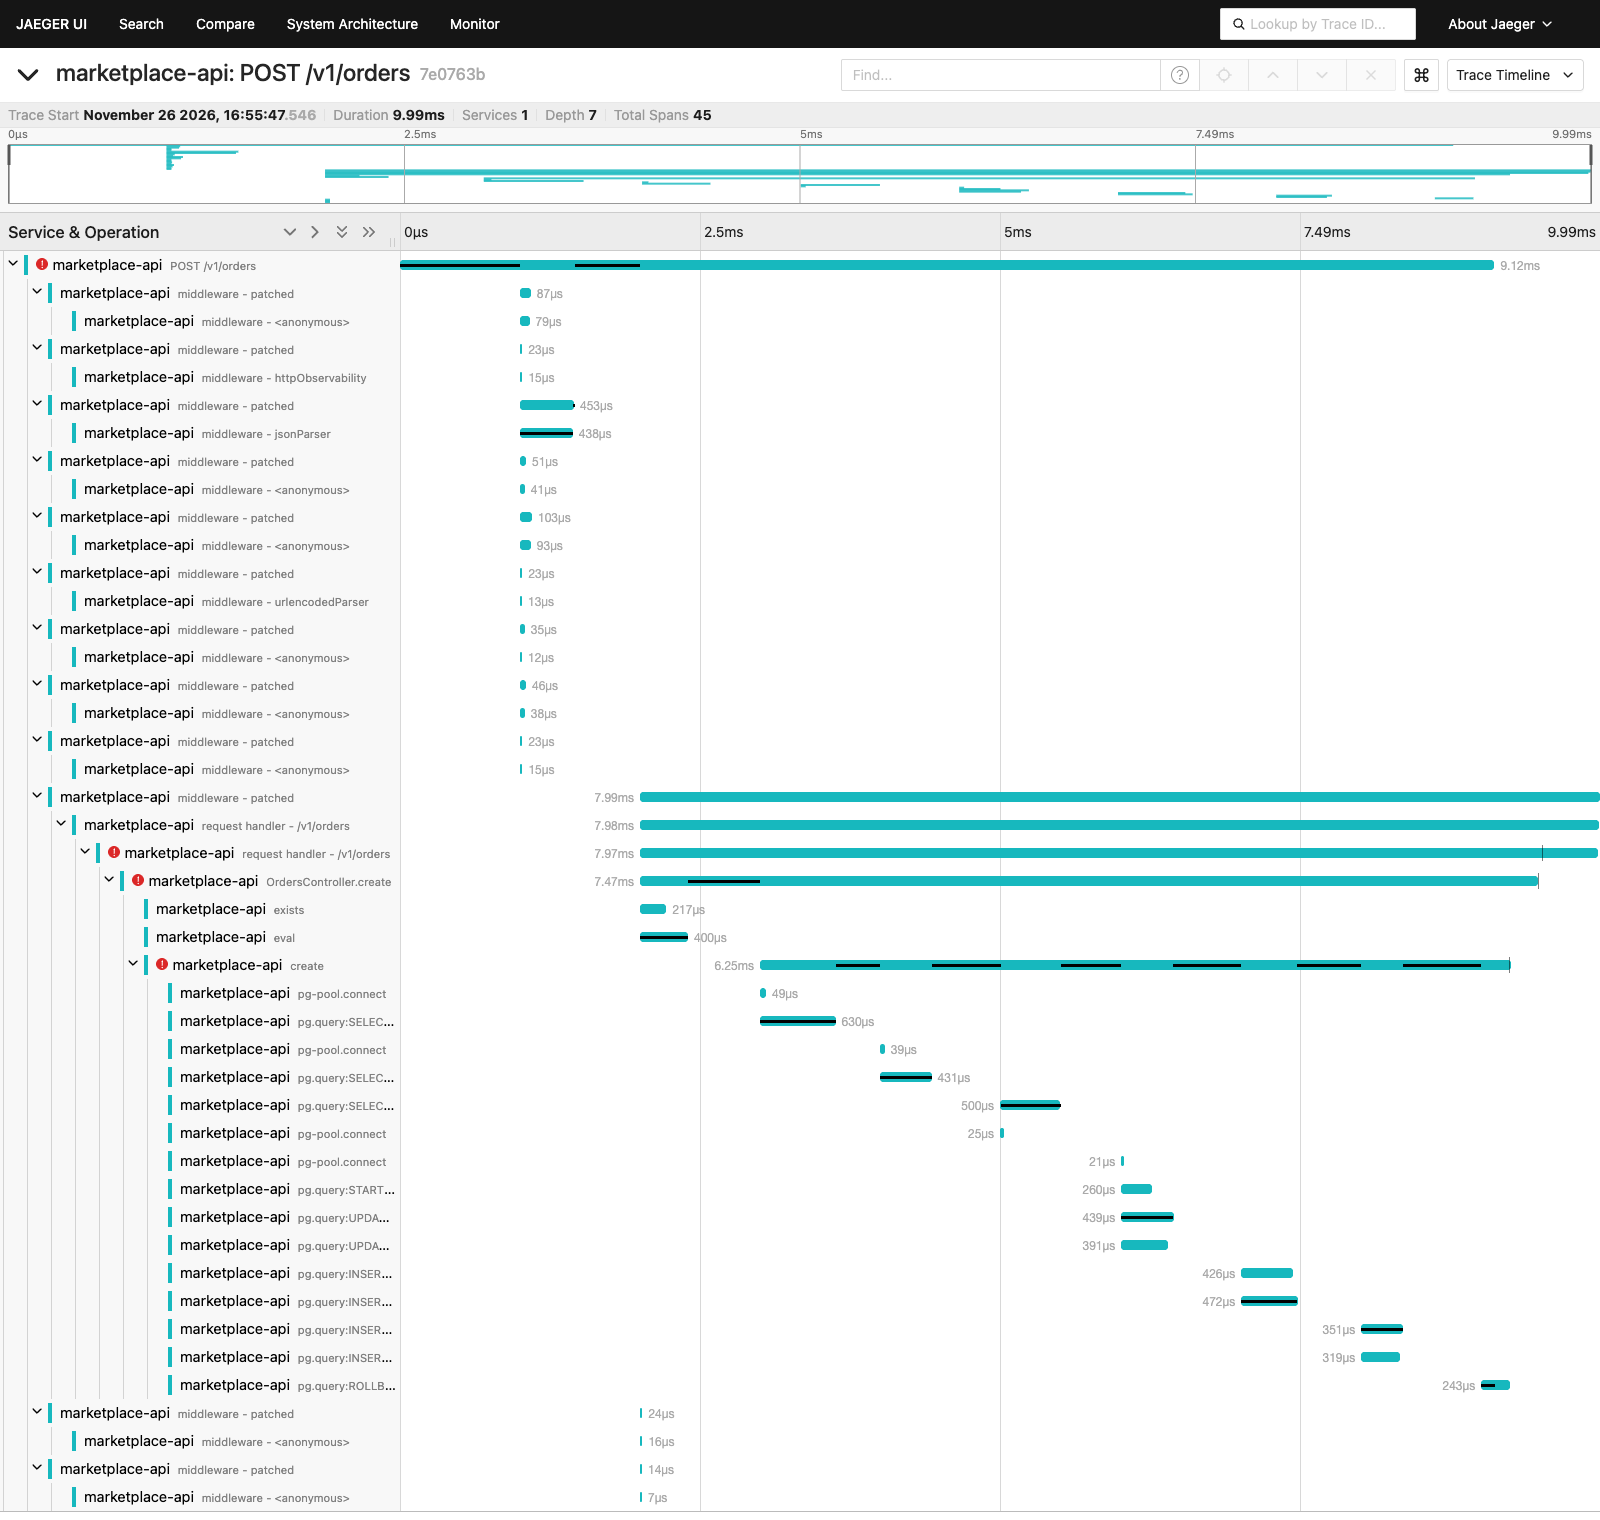 JAEGER UI Search Compare System Architecture Monitor Lookup by Trace ID... About Jaeger
marketplace-api: POST /v1/orders 7e0763b Find... ? ⌘ Trace Timeline
Trace Start November 26 2026, 16:55:47.546 Duration 9.99ms Services 1 Depth 7 Total Spans 45
0μs 2.5ms 5ms 7.49ms 9.99ms
Service & Operation 0μs 2.5ms 5ms 7.49ms 9.99ms
marketplace-api POST /v1/orders 9.12ms
marketplace-api middleware - patched 87μs
marketplace-api middleware - <anonymous> 79μs
marketplace-api middleware - patched 23μs
marketplace-api middleware - httpObservability 15μs
marketplace-api middleware - patched 453μs
marketplace-api middleware - jsonParser 438μs
marketplace-api middleware - patched 51μs
marketplace-api middleware - <anonymous> 41μs
marketplace-api middleware - patched 103μs
marketplace-api middleware - <anonymous> 93μs
marketplace-api middleware - patched 23μs
marketplace-api middleware - urlencodedParser 13μs
marketplace-api middleware - patched 35μs
marketplace-api middleware - <anonymous> 12μs
marketplace-api middleware - patched 46μs
marketplace-api middleware - <anonymous> 38μs
marketplace-api middleware - patched 23μs
marketplace-api middleware - <anonymous> 15μs
marketplace-api middleware - patched 7.99ms
marketplace-api request handler - /v1/orders 7.98ms
marketplace-api request handler - /v1/orders 7.97ms
marketplace-api OrdersController.create 7.47ms
marketplace-api exists 217μs
marketplace-api eval 400μs
marketplace-api create 6.25ms
marketplace-api pg-pool.connect 49μs
marketplace-api pg.query:SELEC... 630μs
marketplace-api pg-pool.connect 39μs
marketplace-api pg.query:SELEC... 431μs
marketplace-api pg.query:SELEC... 500μs
marketplace-api pg-pool.connect 25μs
marketplace-api pg-pool.connect 21μs
marketplace-api pg.query:START... 260μs
marketplace-api pg.query:UPDA... 439μs
marketplace-api pg.query:UPDA... 391μs
marketplace-api pg.query:INSER... 426μs
marketplace-api pg.query:INSER... 472μs
marketplace-api pg.query:INSER... 351μs
marketplace-api pg.query:INSER... 319μs
marketplace-api pg.query:ROLLB... 243μs
marketplace-api middleware - patched 24μs
marketplace-api middleware - <anonymous> 16μs
marketplace-api middleware - patched 14μs
marketplace-api middleware - <anonymous> 7μs